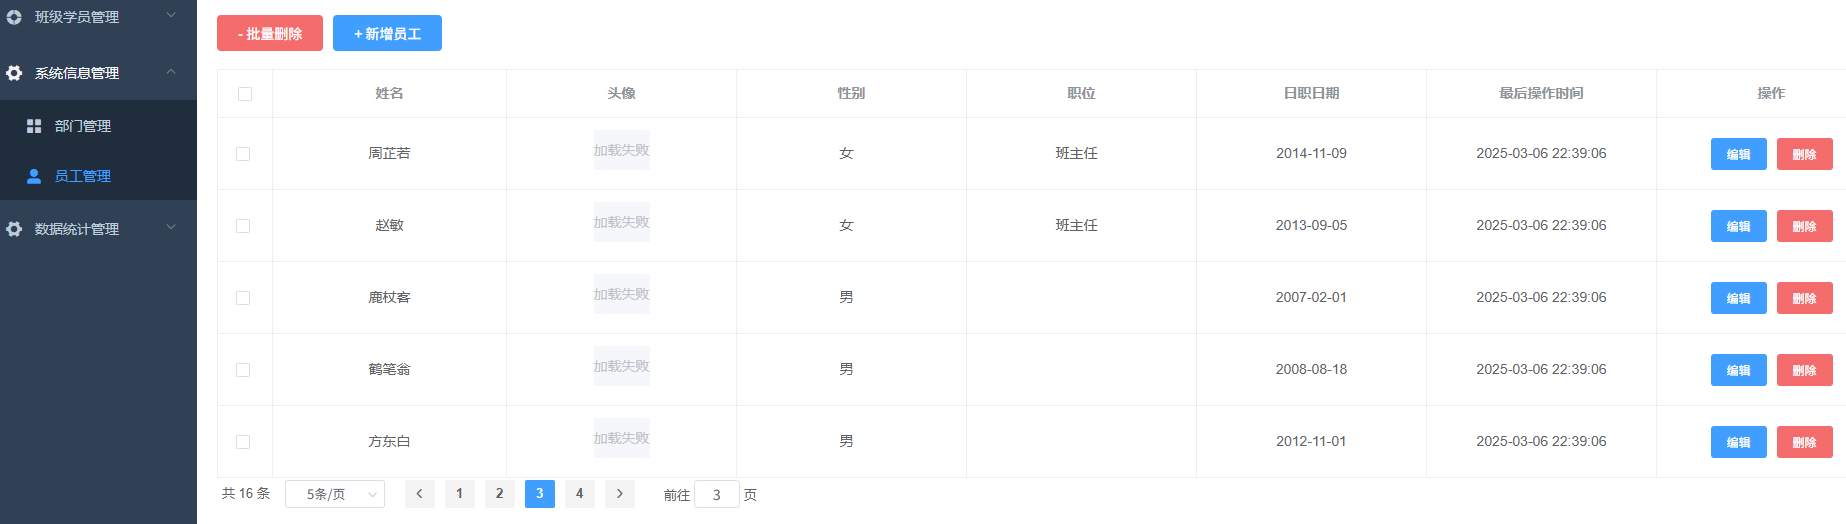 班级学员管理
系统信息管理
部门管理
员工管理
数据统计管理
- 批量删除 + 新增员工
姓名 头像 性别 职位 日职日期 最后操作时间 操作
周芷若 加载失败 女 班主任 2014-11-09 2025-03-06 22:39:06 编辑 删除
赵敏 加载失败 女 班主任 2013-09-05 2025-03-06 22:39:06 编辑 删除
鹿杖客 加载失败 男 2007-02-01 2025-03-06 22:39:06 编辑 删除
鹤笔翁 加载失败 男 2008-08-18 2025-03-06 22:39:06 编辑 删除
方东白 加载失败 男 2012-11-01 2025-03-06 22:39:06 编辑 删除
共 16 条 5条/页 1 2 3 4 前往 3 页